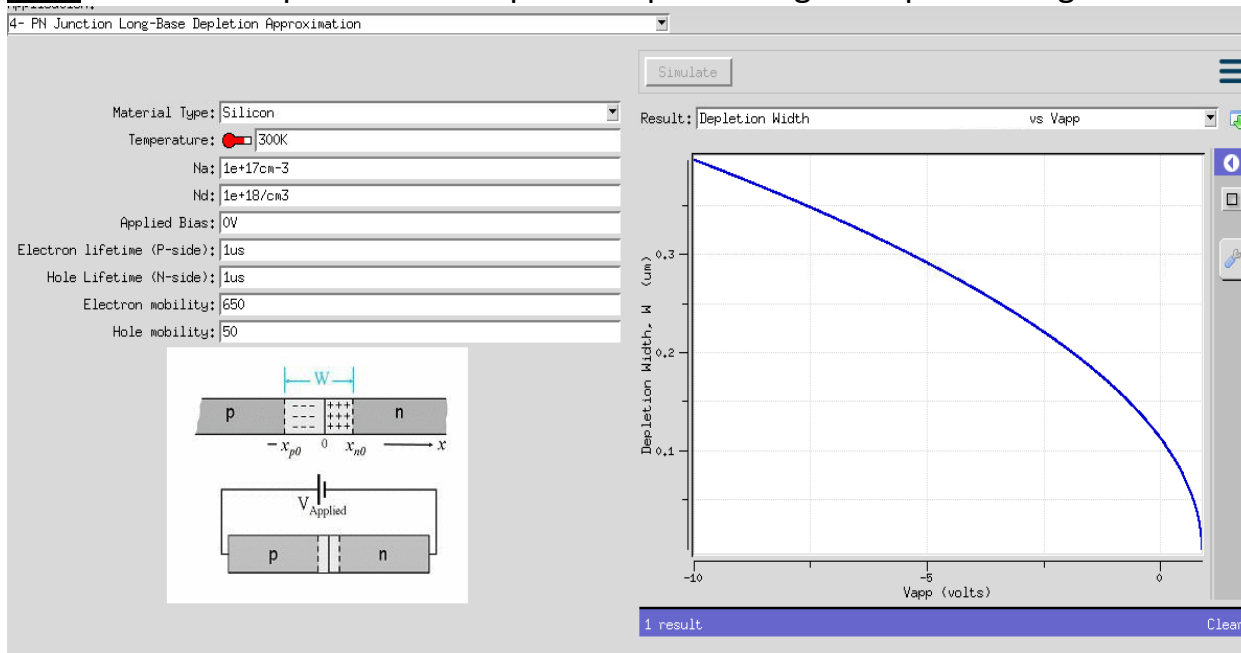 4- PN Junction Long-Base Depletion Approximation
Simulate
Material Type: Silicon
Temperature: 300K
Na: 1e+17cm-3
Nd: 1e+18/cm3
Applied Bias: 0V
Electron lifetime (P-side): 1us
Hole Lifetime (N-side): 1us
Electron mobility: 650
Hole mobility: 50
W
p
--- +++ n
--- +++
--- +++
-xp0 0 xn0 x
VApplied
p n
Result: Depletion Width vs Vapp
Depletion Width, W (um)
0.3
0.2
0.1
-10 -5 0
Vapp (volts)
1 result Clear